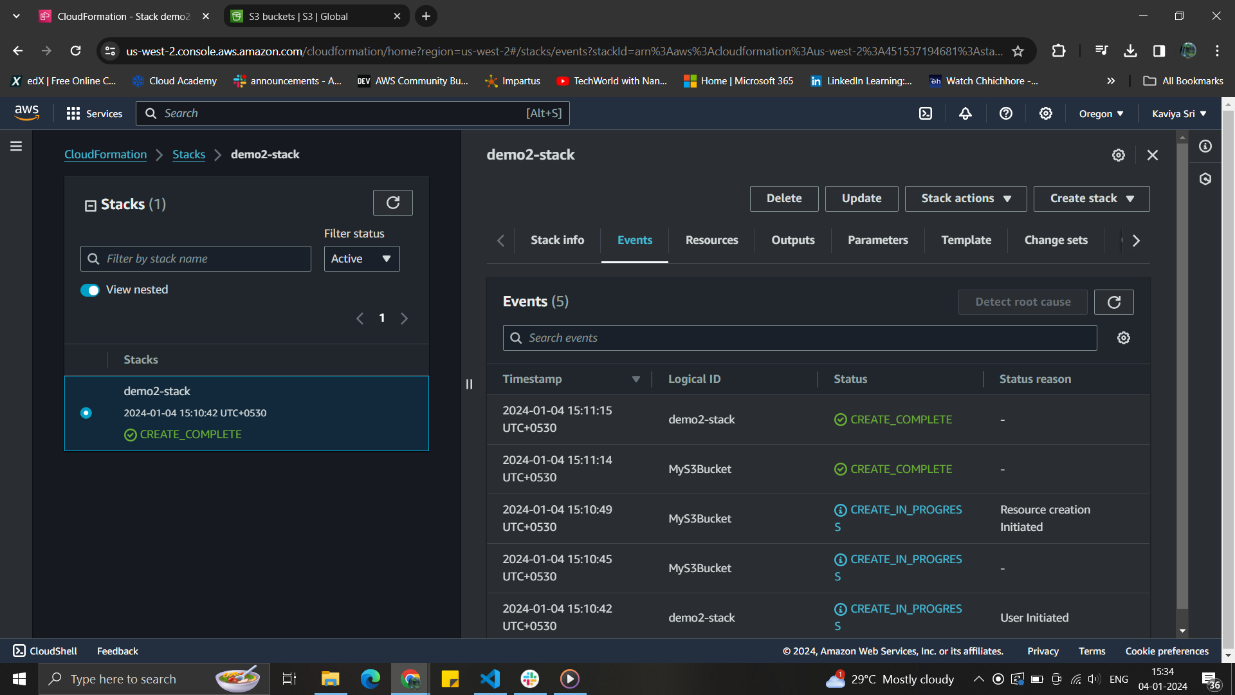 CloudFormation - Stack demo2
S3 buckets | S3 | Global
us-west-2.console.aws.amazon.com/cloudformation/home?region=us-west-2#/stacks/events?stackId=arn%3Aaws%3Acloudformation%3Aus-west-2%3A451537194681%3Asta...
edX | Free Online C...
Cloud Academy
announcements - A...
DEV AWS Community Bu...
Impartus
TechWorld with Nan...
Home | Microsoft 365
LinkedIn Learning:...
Watch Chhichhore -...
All Bookmarks
aws
Services
Search [Alt+S]
Oregon
Kaviya Sri
CloudFormation
Stacks
demo2-stack
Stacks (1)
Filter status
Filter by stack name
Active
View nested
1
Stacks
demo2-stack
2024-01-04 15:10:42 UTC+0530
CREATE_COMPLETE
demo2-stack
Delete
Update
Stack actions
Create stack
Stack info
Events
Resources
Outputs
Parameters
Template
Change sets
Events (5)
Detect root cause
Search events
Timestamp
Logical ID
Status
Status reason
2024-01-04 15:11:15
UTC+0530
demo2-stack
CREATE_COMPLETE
-
2024-01-04 15:11:14
UTC+0530
MyS3Bucket
CREATE_COMPLETE
-
2024-01-04 15:10:49
UTC+0530
MyS3Bucket
CREATE_IN_PROGRES
S
Resource creation
Initiated
2024-01-04 15:10:45
UTC+0530
MyS3Bucket
CREATE_IN_PROGRES
S
-
2024-01-04 15:10:42
UTC+0530
demo2-stack
CREATE_IN_PROGRES
S
User Initiated
CloudShell
Feedback
© 2024, Amazon Web Services, Inc. or its affiliates.
Privacy
Terms
Cookie preferences
Type here to search
1
29°C Mostly cloudy
ENG
15:34
04-01-2024
36